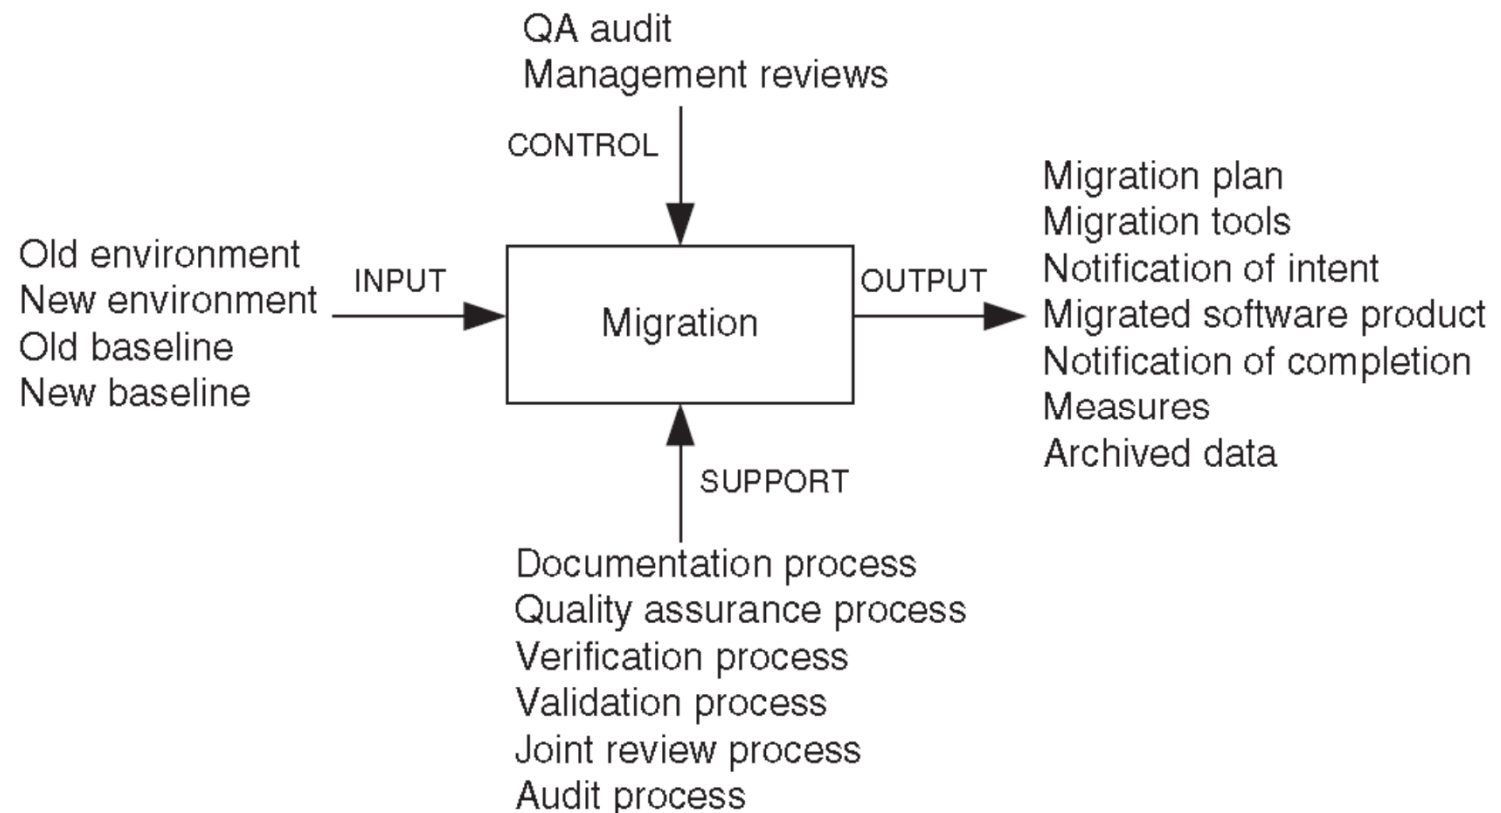 QA audit
Management reviews
CONTROL
Old environment
New environment
Old baseline
New baseline
INPUT
Migration
OUTPUT
Migration plan
Migration tools
Notification of intent
Migrated software product
Notification of completion
Measures
Archived data
SUPPORT
Documentation process
Quality assurance process
Verification process
Validation process
Joint review process
Audit process